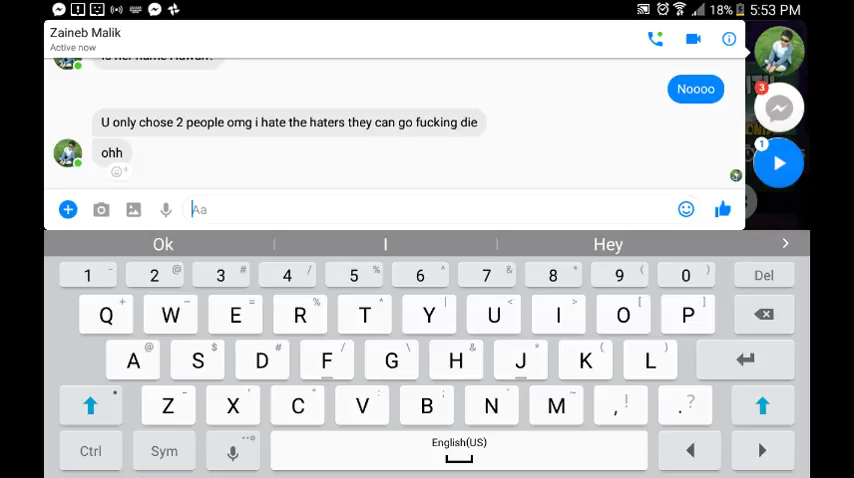 18% 5:53 PM
Zaineb Malik
Active now
Noooo
U only chose 2 people omg i hate the haters they can go fucking die
ohh
Aa
3
1
Ok I Hey
1 - 2 @ 3 # 4 / 5 % 6 ^ 7 & 8 * 9 ( 0 ) Del
Q + W × E = R % T ^ Y | U < I > O [ P ]
A @ S $ D # F / G \ H & J * K ( L )
Z - X ' C " V : B ; N ` M ~ , ! . ?
Ctrl Sym English(US)